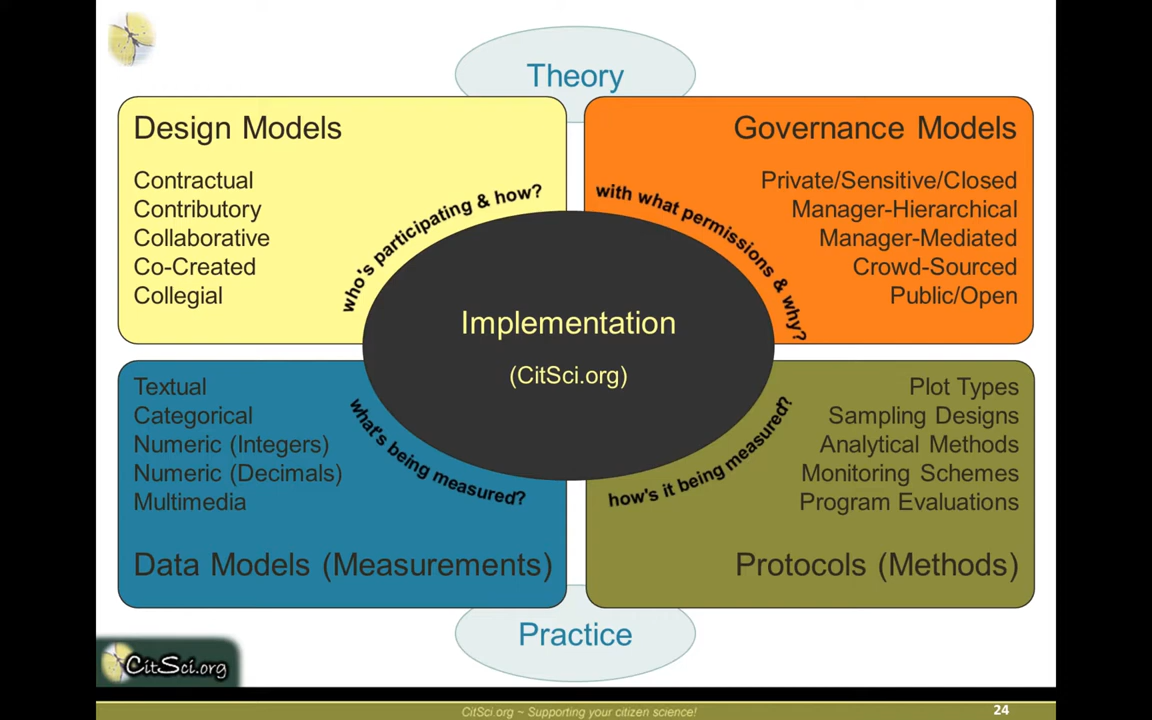 Theory
Design Models
Contractual
Contributory
Collaborative
Co-Created
Collegial
who's participating & how?
Governance Models
Private/Sensitive/Closed
Manager-Hierarchical
Manager-Mediated
Crowd-Sourced
Public/Open
with what permissions & why?
Implementation
(CitSci.org)
Textual
Categorical
Numeric (Integers)
Numeric (Decimals)
Multimedia
Data Models (Measurements)
what's being measured?
Plot Types
Sampling Designs
Analytical Methods
Monitoring Schemes
Program Evaluations
Protocols (Methods)
how's it being measured?
Practice
CitSci.org
CitSci.org ~ Supporting your citizen science!
24